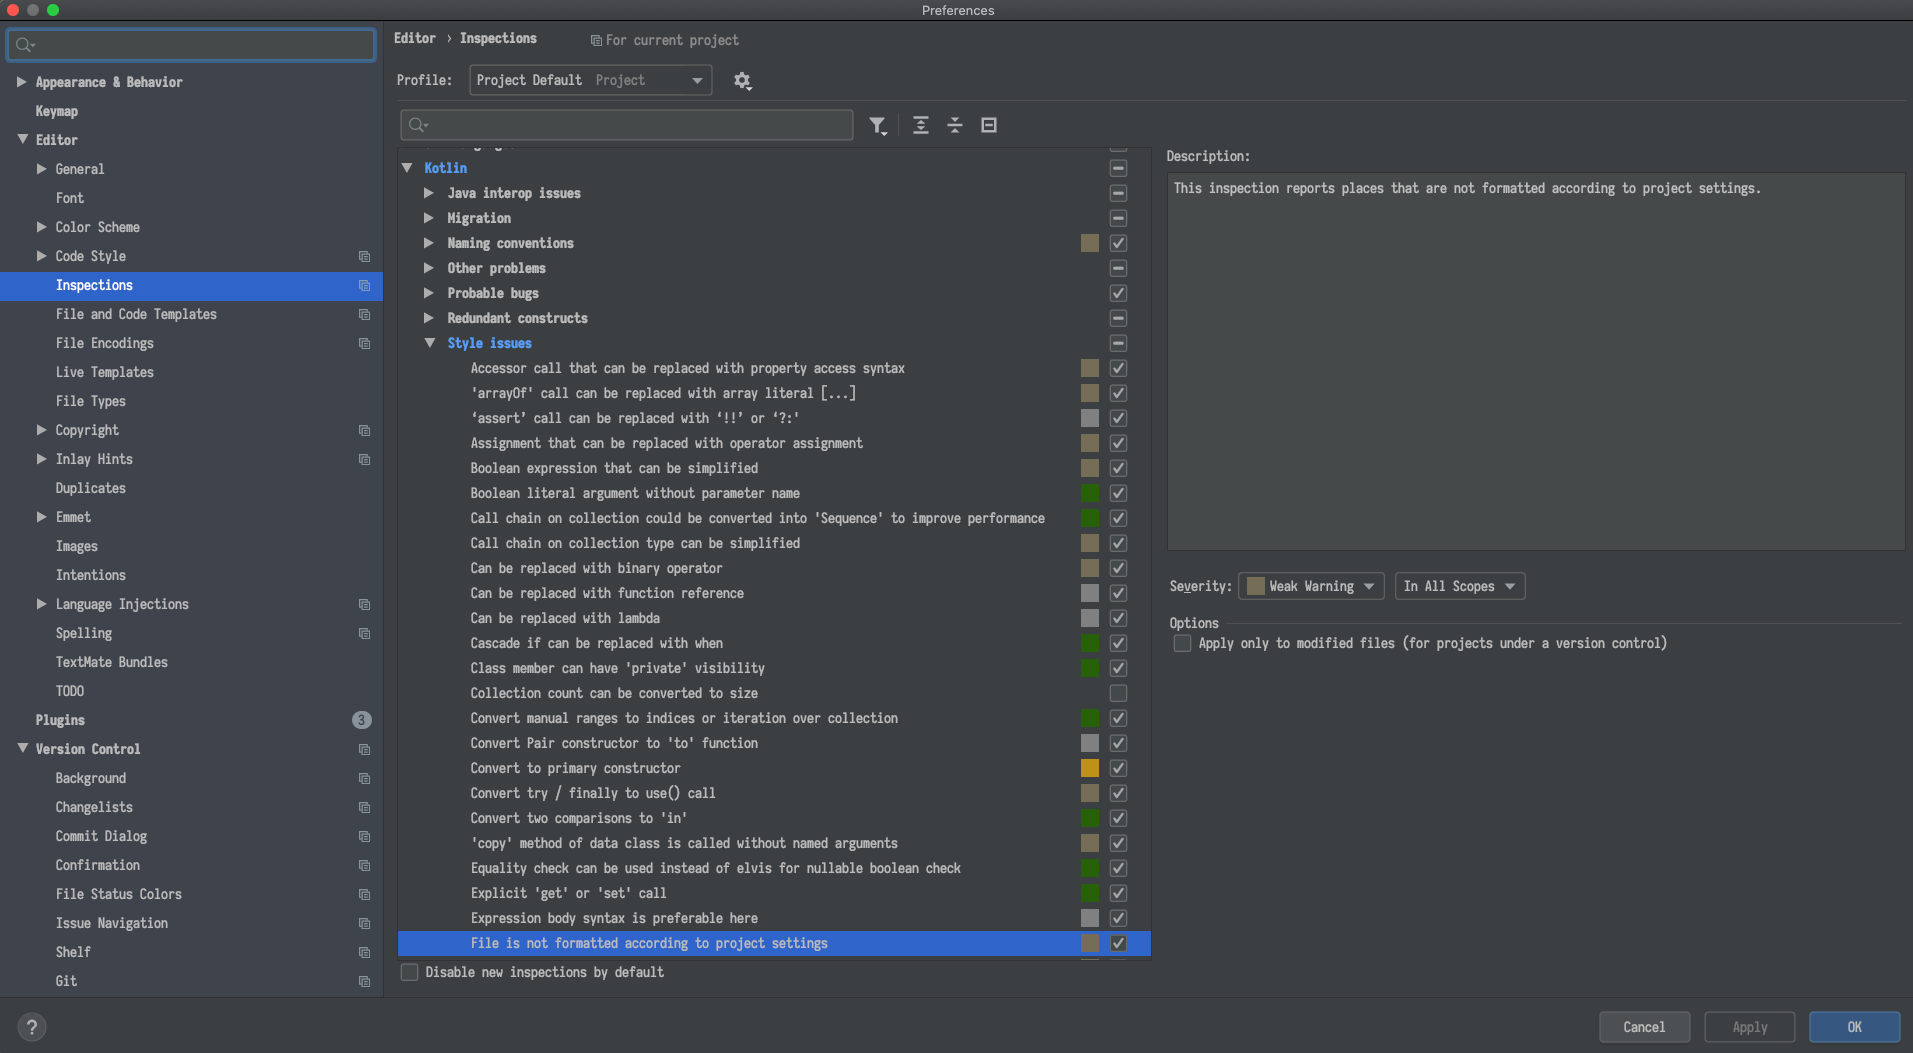 Preferences
Appearance & Behavior
Keymap
Editor
General
Font
Color Scheme
Code Style
Inspections
File and Code Templates
File Encodings
Live Templates
File Types
Copyright
Inlay Hints
Duplicates
Emmet
Images
Intentions
Language Injections
Spelling
TextMate Bundles
TODO
Plugins 3
Version Control
Background
Changelists
Commit Dialog
Confirmation
File Status Colors
Issue Navigation
Shelf
Git
Editor › Inspections For current project
Profile: Project Default Project
Kotlin
Java interop issues
Migration
Naming conventions
Other problems
Probable bugs
Redundant constructs
Style issues
Accessor call that can be replaced with property access syntax
'arrayOf' call can be replaced with array literal [...]
‘assert’ call can be replaced with ‘!!’ or ‘?:'
Assignment that can be replaced with operator assignment
Boolean expression that can be simplified
Boolean literal argument without parameter name
Call chain on collection could be converted into 'Sequence' to improve performance
Call chain on collection type can be simplified
Can be replaced with binary operator
Can be replaced with function reference
Can be replaced with lambda
Cascade if can be replaced with when
Class member can have 'private' visibility
Collection count can be converted to size
Convert manual ranges to indices or iteration over collection
Convert Pair constructor to 'to' function
Convert to primary constructor
Convert try / finally to use() call
Convert two comparisons to 'in'
'copy' method of data class is called without named arguments
Equality check can be used instead of elvis for nullable boolean check
Explicit 'get' or 'set' call
Expression body syntax is preferable here
File is not formatted according to project settings
Disable new inspections by default
Description:
This inspection reports places that are not formatted according to project settings.
Severity: Weak Warning In All Scopes
Options
Apply only to modified files (for projects under a version control)
? Cancel Apply OK